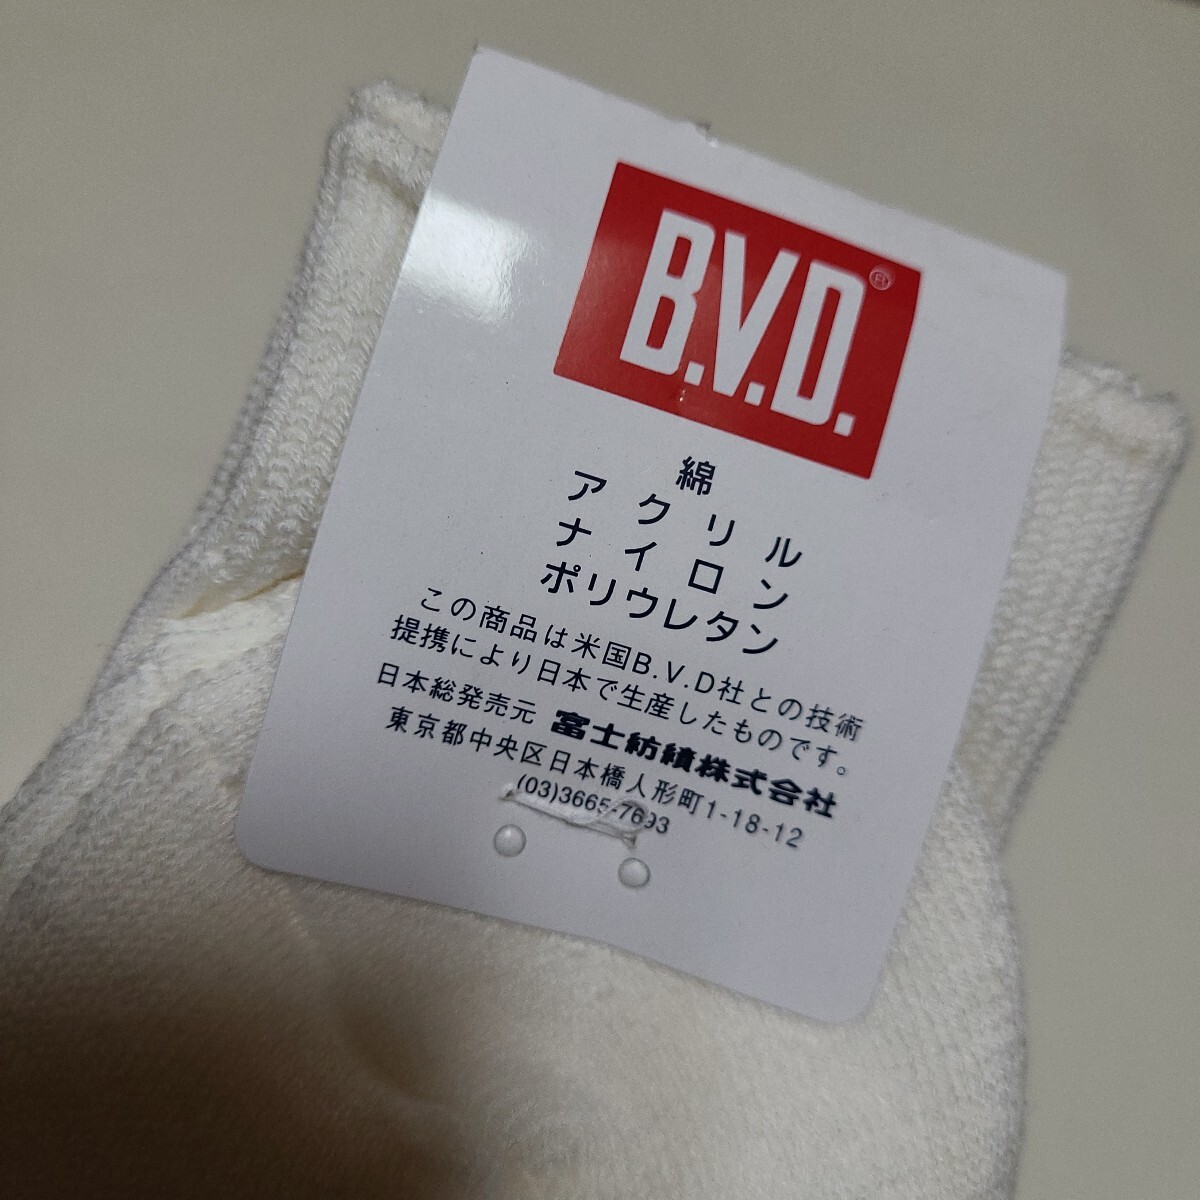 B.V.D.®
綿
アクリル
ナイロン
ポリウレタン
この商品は米国B.V.D社との技術
提携により日本で生産したものです。
日本総発売元 富士紡績株式会社
東京都中央区日本橋人形町1-18-12
(03)3665-7693